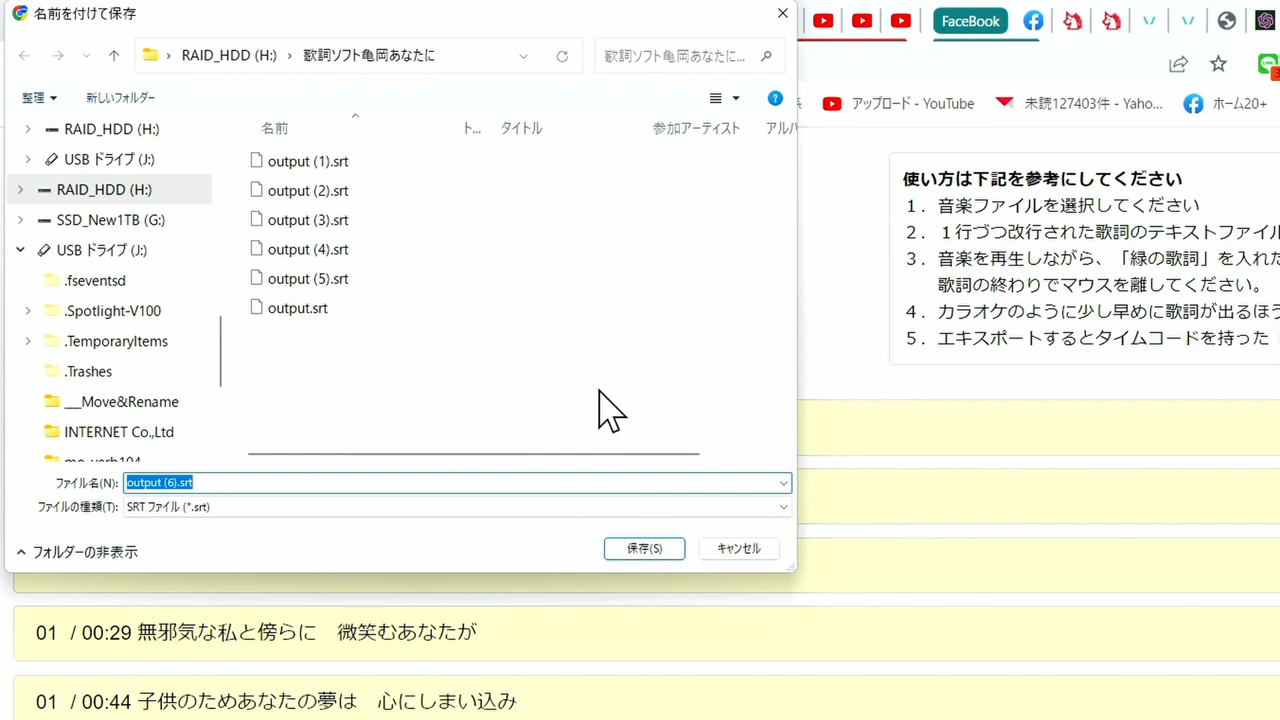 名前を付けて保存
RAID_HDD (H:) › 歌詞ソフト亀岡あなたに
歌詞ソフト亀岡あなたに...
整理
新しいフォルダー
RAID_HDD (H:)
USB ドライブ (J:)
RAID_HDD (H:)
SSD_New1TB (G:)
USB ドライブ (J:)
.fseventsd
.Spotlight-V100
.TemporaryItems
.Trashes
___Move&Rename
INTERNET Co.,Ltd
名前
ト...
タイトル
参加アーティスト
アルバ
output (1).srt
output (2).srt
output (3).srt
output (4).srt
output (5).srt
output.srt
ファイル名(N): output (6).srt
ファイルの種類(T): SRT ファイル (*.srt)
フォルダーの非表示
保存(S)
キャンセル
FaceBook
アップロード - YouTube
未読127403件 - Yaho...
ホーム20+
使い方は下記を参考にしてください
１．音楽ファイルを選択してください
２．１行づつ改行された歌詞のテキストファイル
３．音楽を再生しながら、「緑の歌詞」を入れた
歌詞の終わりでマウスを離してください。
４．カラオケのように少し早めに歌詞が出るほう
５．エキスポートするとタイムコードを持った「
01 / 00:29 無邪気な私と傍らに　微笑むあなたが
01 / 00:44 子供のためあなたの夢は　心にしまい込み